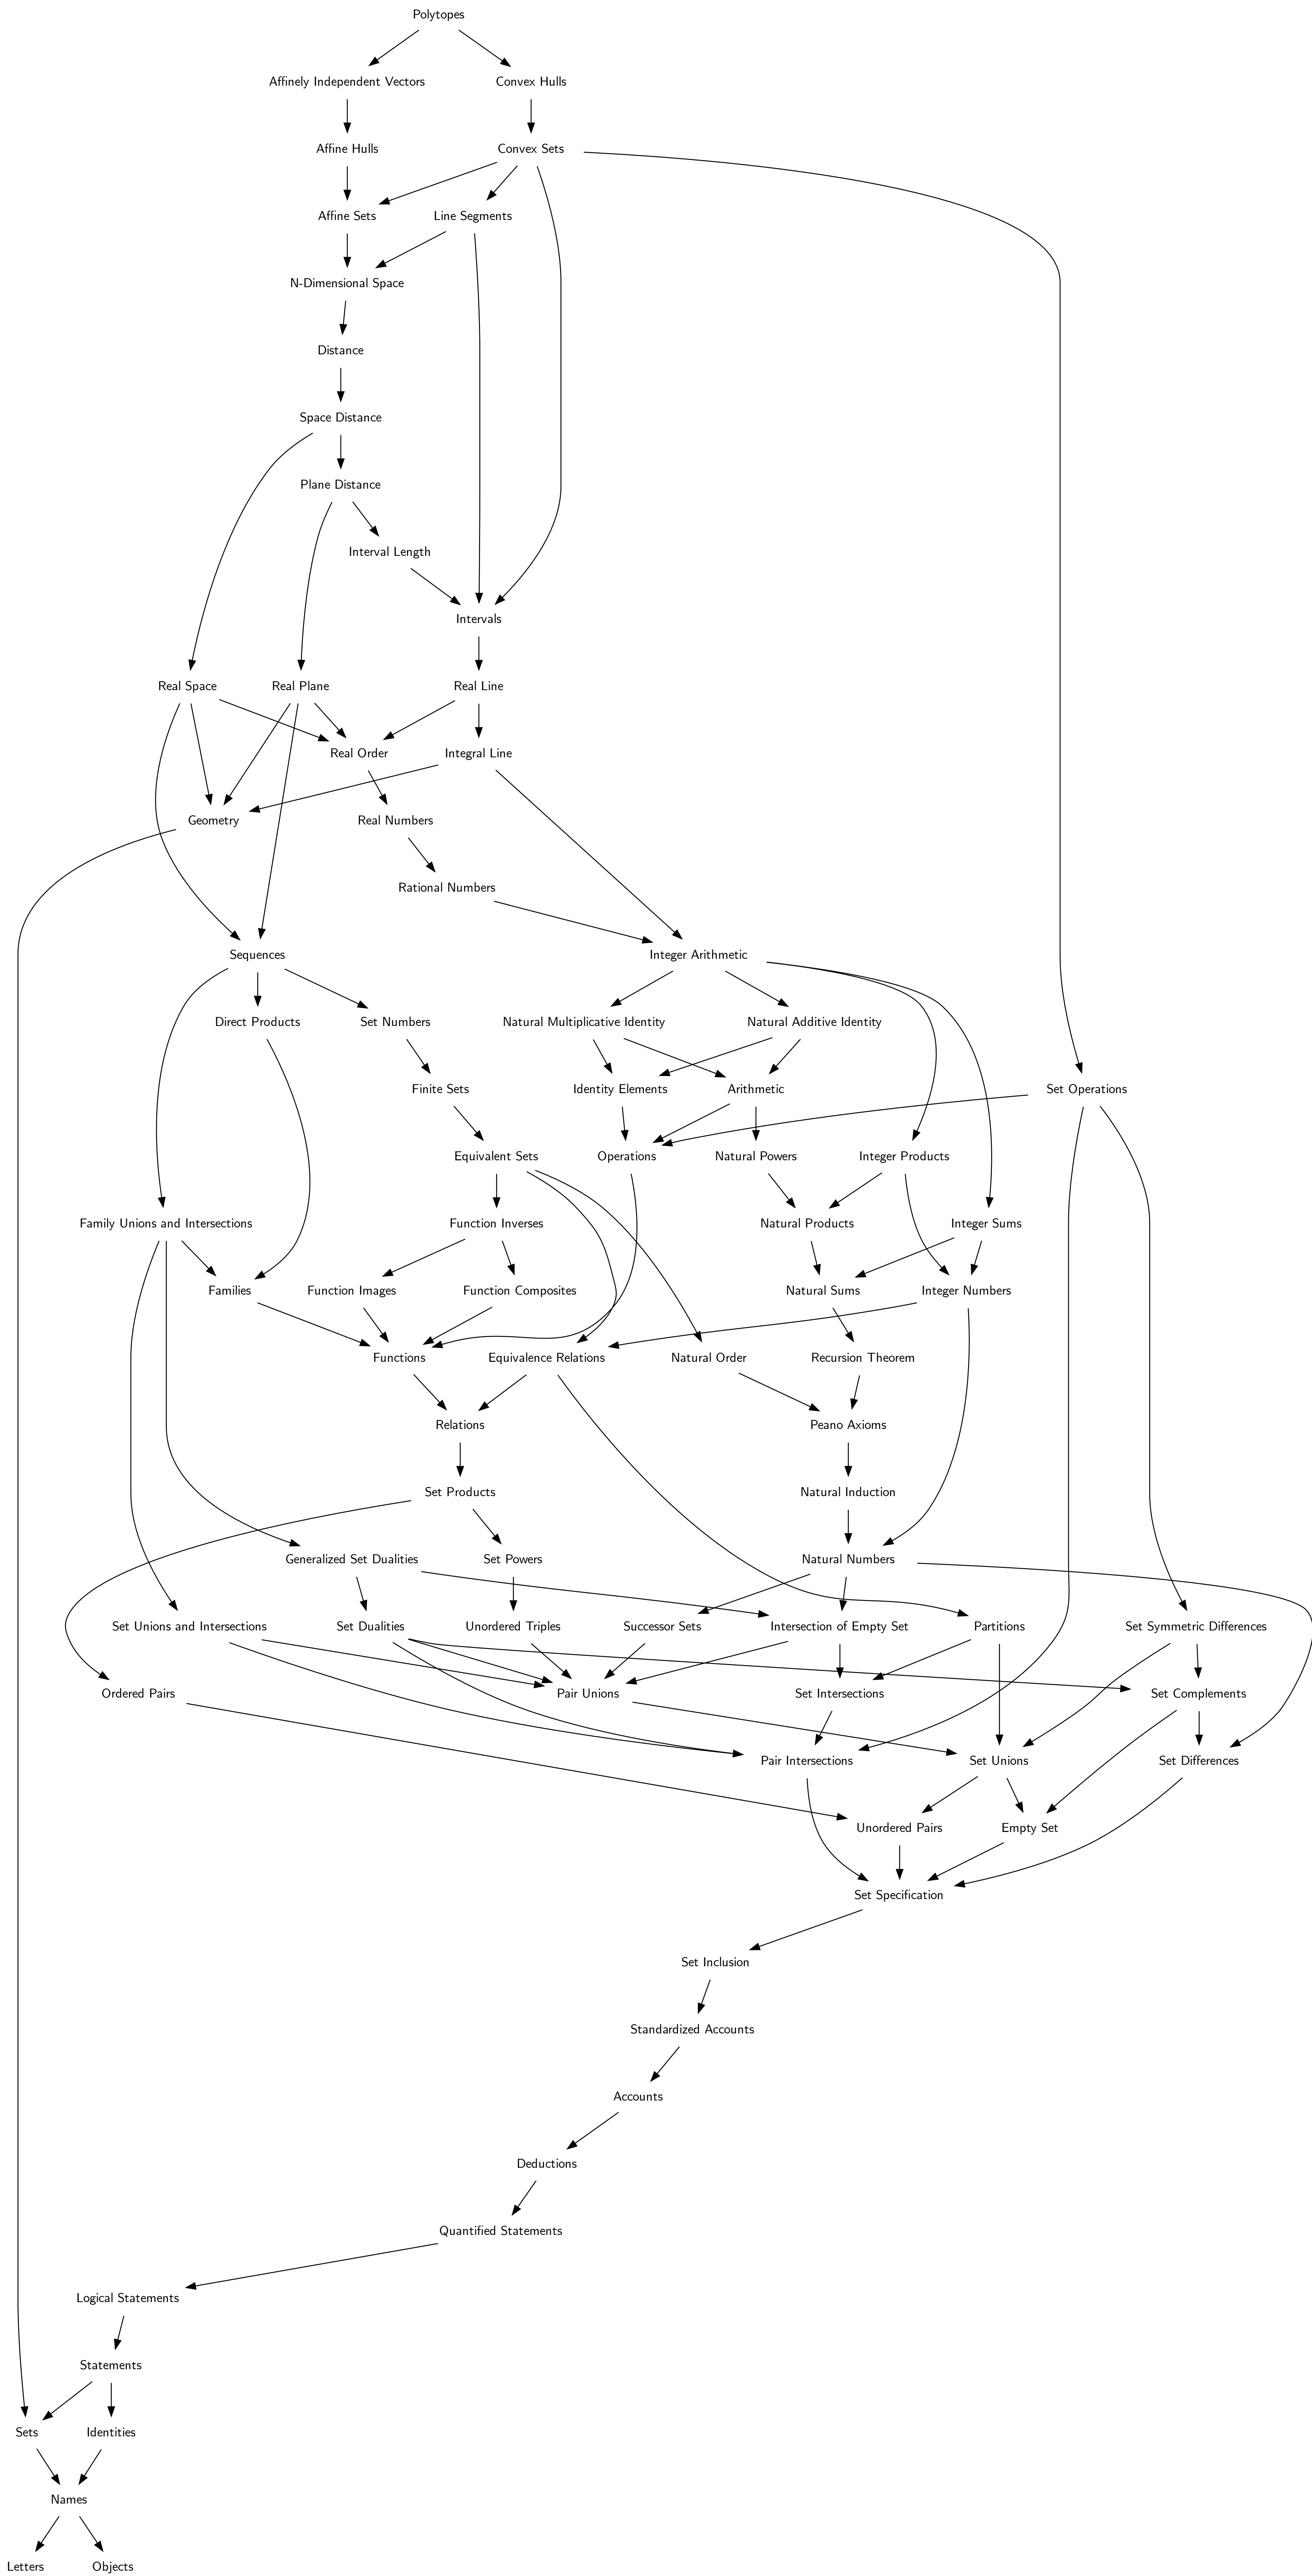 Polytopes
Affinely Independent Vectors
Convex Hulls
Affine Hulls
Convex Sets
Affine Sets
Line Segments
N-Dimensional Space
Distance
Space Distance
Plane Distance
Interval Length
Intervals
Real Space
Real Plane
Real Line
Real Order
Integral Line
Geometry
Real Numbers
Rational Numbers
Sequences
Integer Arithmetic
Direct Products
Set Numbers
Natural Multiplicative Identity
Natural Additive Identity
Finite Sets
Identity Elements
Arithmetic
Set Operations
Equivalent Sets
Operations
Natural Powers
Integer Products
Family Unions and Intersections
Function Inverses
Natural Products
Integer Sums
Families
Function Images
Function Composites
Natural Sums
Integer Numbers
Functions
Equivalence Relations
Natural Order
Recursion Theorem
Relations
Peano Axioms
Set Products
Natural Induction
Generalized Set Dualities
Set Powers
Natural Numbers
Set Unions and Intersections
Set Dualities
Unordered Triples
Successor Sets
Intersection of Empty Set
Partitions
Set Symmetric Differences
Ordered Pairs
Pair Unions
Set Intersections
Set Complements
Pair Intersections
Set Unions
Set Differences
Unordered Pairs
Empty Set
Set Specification
Set Inclusion
Standardized Accounts
Accounts
Deductions
Quantified Statements
Logical Statements
Statements
Sets
Identities
Names
Letters
Objects